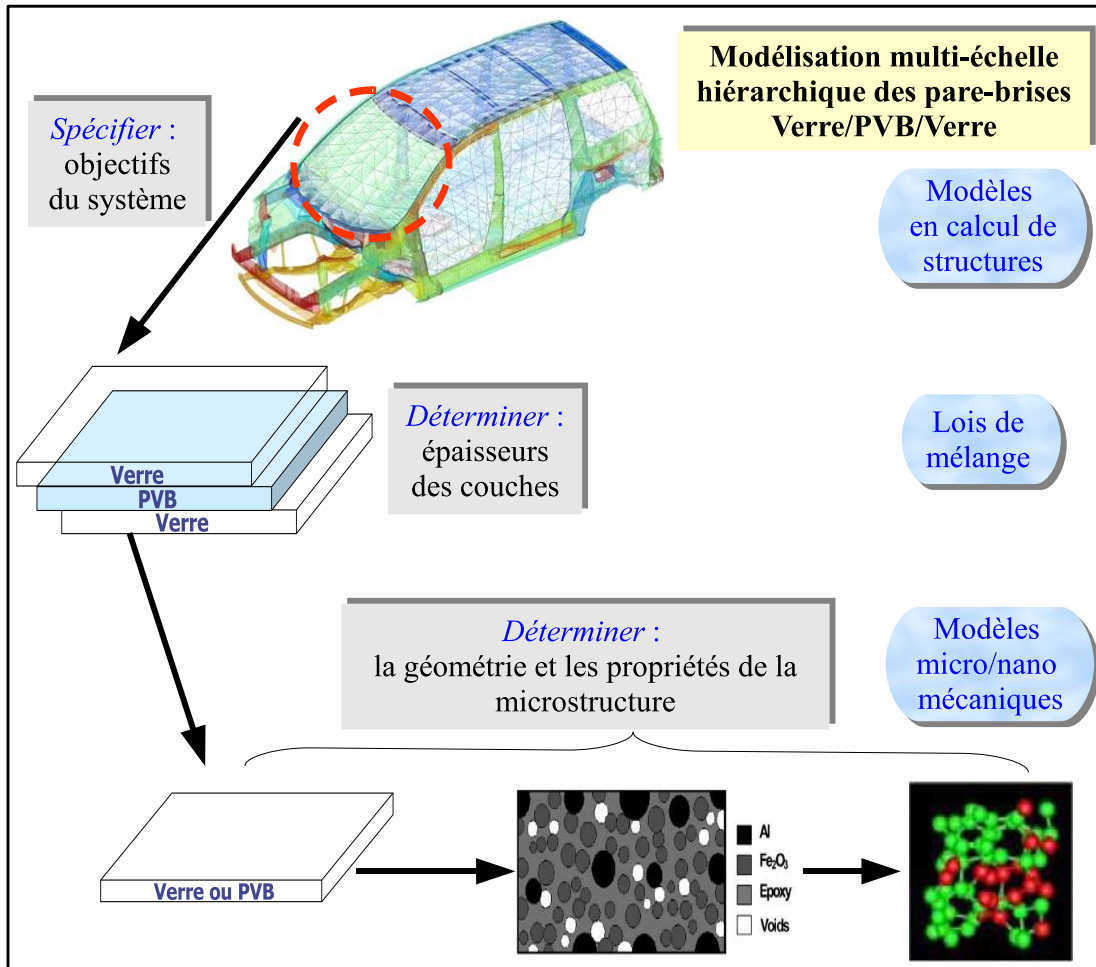 Modélisation multi-échelle
hiérarchique des pare-brises
Verre/PVB/Verre
Spécifier :
objectifs
du système
Modèles
en calcul de
structures
Verre
PVB
Verre
Déterminer :
épaisseurs
des couches
Lois de
mélange
Déterminer :
la géométrie et les propriétés de la
microstructure
Modèles
micro/nano
mécaniques
Verre ou PVB
Al
Fe₂O₃
Epoxy
Voids